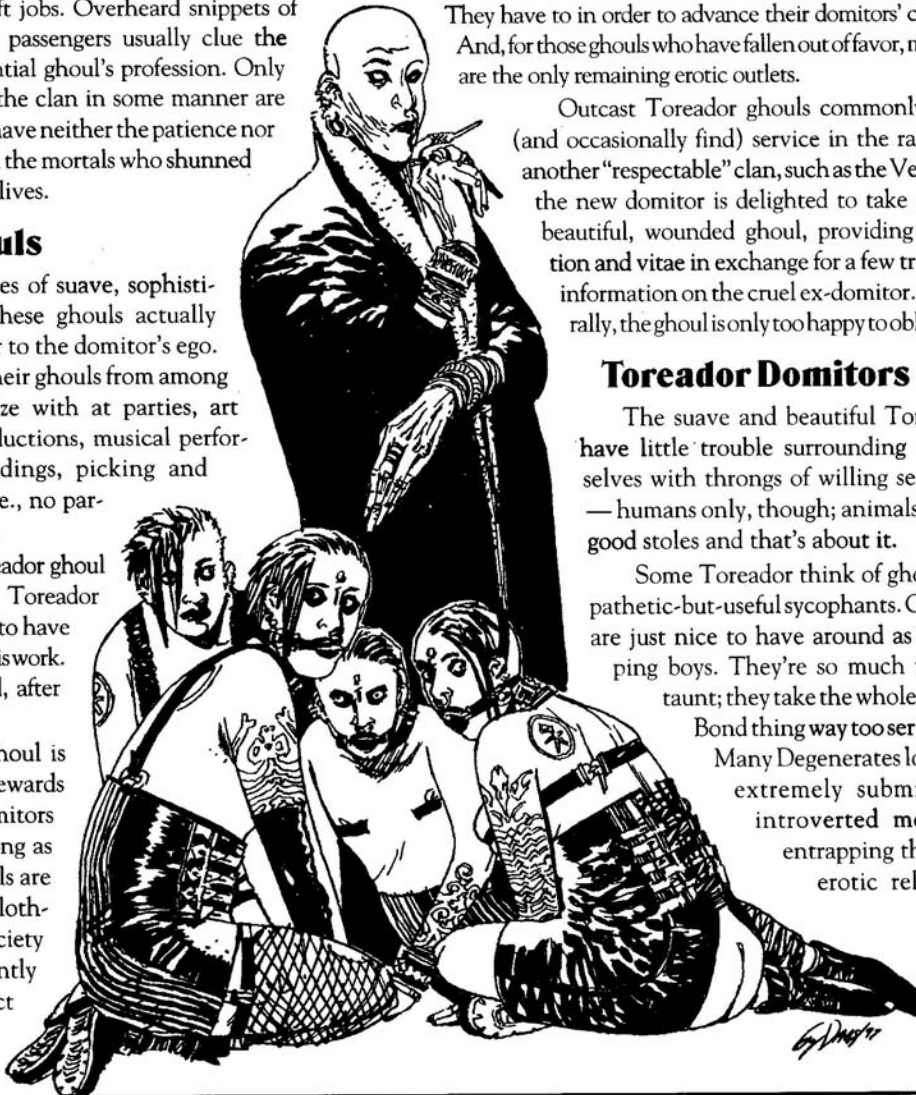 ft jobs. Overheard snippets of
passengers usually clue the
ntial ghoul's profession. Only
the clan in some manner are
have neither the patience nor
the mortals who shunned
lives.
uls
es of suave, sophisti-
hese ghouls actually
r to the domitor's ego.
heir ghouls from among
ze with at parties, art
ductions, musical perfor-
dings, picking and
e., no par-
eador ghoul
Toreador
to have
is work.
l, after
houl is
ewards
mitors
ng as
ls are
loth-
ciety
ntly
ct
They have to in order to advance their domitors' c
And, for those ghouls who have fallen out of favor, m
are the only remaining erotic outlets.
Outcast Toreador ghouls commonly
(and occasionally find) service in the ra
another "respectable" clan, such as the Ve
the new domitor is delighted to take
beautiful, wounded ghoul, providing
tion and vitae in exchange for a few tr
information on the cruel ex-domitor.
rally, the ghoul is only too happy to obl
Toreador Domitors
The suave and beautiful Tor
have little trouble surrounding
selves with throngs of willing se
— humans only, though; animals
good stoles and that's about it.
Some Toreador think of gho
pathetic-but-useful sycophants. O
are just nice to have around as
ping boys. They're so much
taunt; they take the whole
Bond thing way too ser
Many Degenerates lo
extremely submi
introverted mo
entrapping th
erotic rel
Guy Davis/97